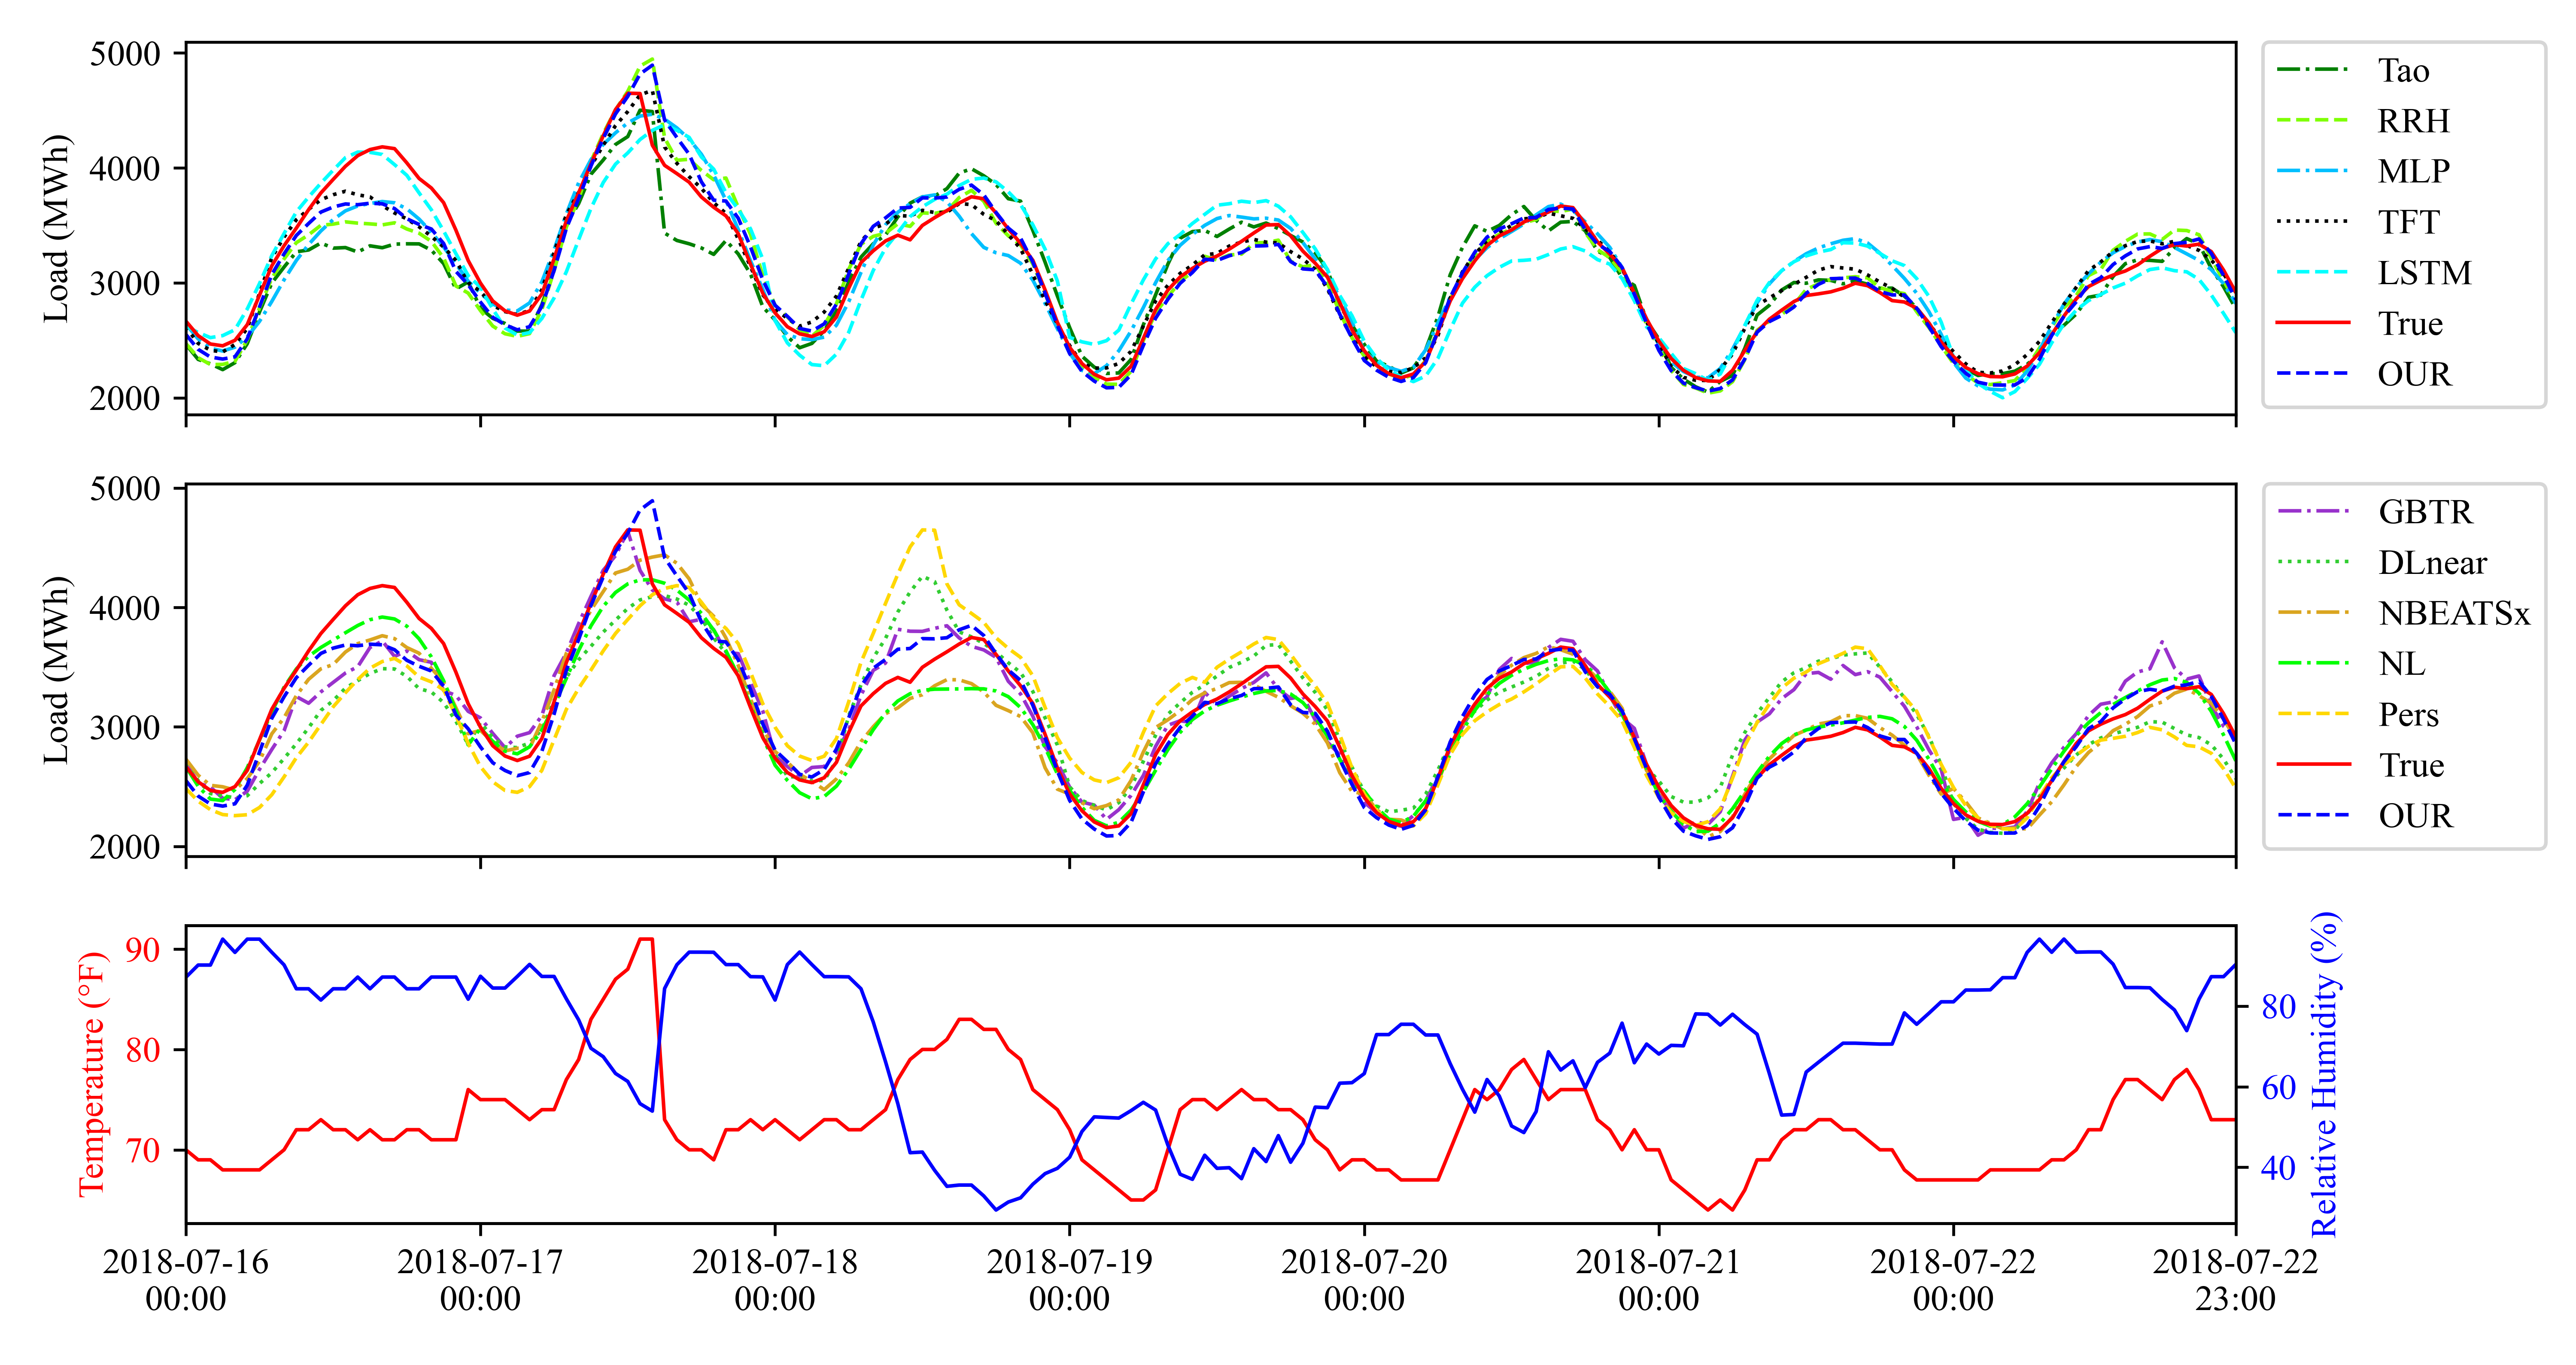 5000
4000
3000
2000
Load (MWh)
Tao
RRH
MLP
TFT
LSTM
True
OUR
5000
4000
3000
2000
Load (MWh)
GBTR
DLnear
NBEATSx
NL
Pers
True
OUR
90
80
70
Temperature (°F)
80
60
40
Relative Humidity (%)
2018-07-16 2018-07-17 2018-07-18 2018-07-19 2018-07-20 2018-07-21 2018-07-22 2018-07-22
00:00 00:00 00:00 00:00 00:00 00:00 00:00 23:00